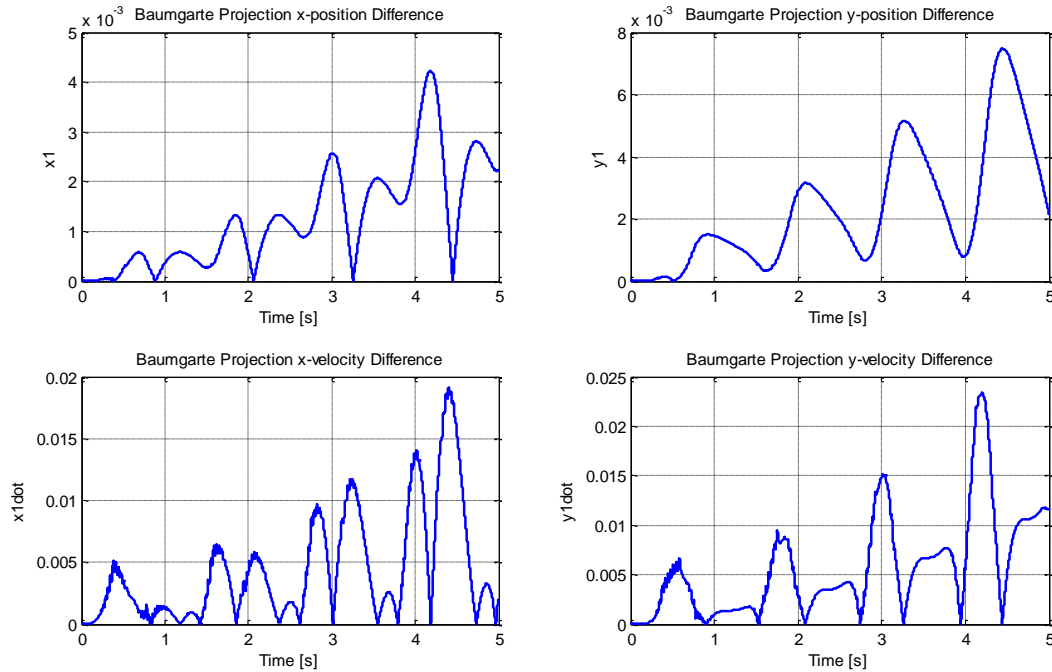 Baumgarte Projection x-position Difference
x 10^-3
5
4
3
2
1
0
x1
0 1 2 3 4 5
Time [s]
Baumgarte Projection y-position Difference
x 10^-3
8
6
4
2
0
y1
0 1 2 3 4 5
Time [s]
Baumgarte Projection x-velocity Difference
0.02
0.015
0.01
0.005
0
x1dot
0 1 2 3 4 5
Time [s]
Baumgarte Projection y-velocity Difference
0.025
0.02
0.015
0.01
0.005
0
y1dot
0 1 2 3 4 5
Time [s]